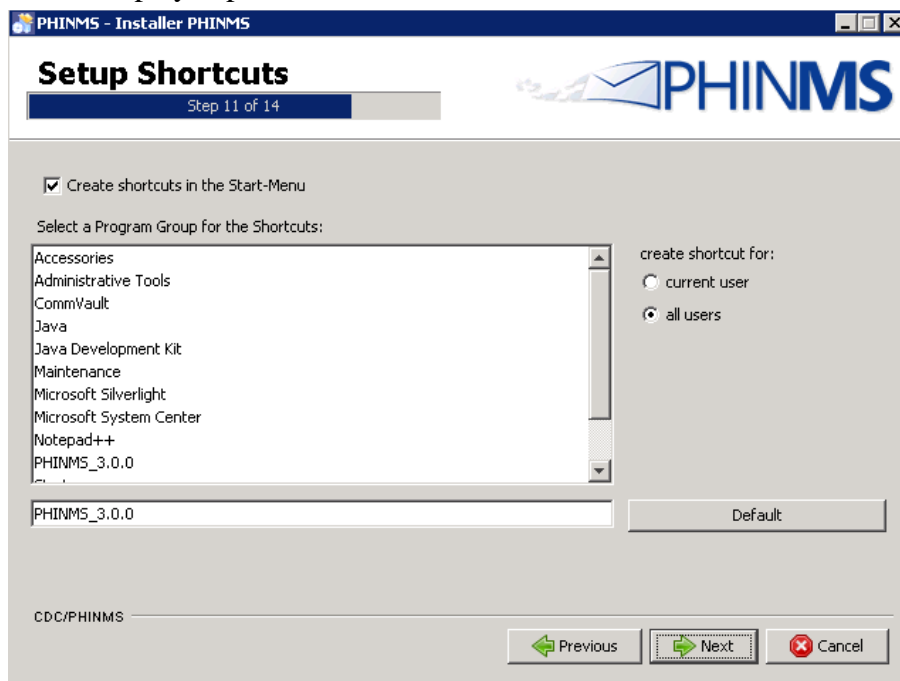 PHINMS - Installer PHINMS
Setup Shortcuts
Step 11 of 14
PHINMS
Create shortcuts in the Start-Menu
Select a Program Group for the Shortcuts:
Accessories
Administrative Tools
CommVault
Java
Java Development Kit
Maintenance
Microsoft Silverlight
Microsoft System Center
Notepad++
PHINMS_3.0.0
create shortcut for:
current user
all users
PHINMS_3.0.0
Default
CDC/PHINMS
Previous
Next
Cancel